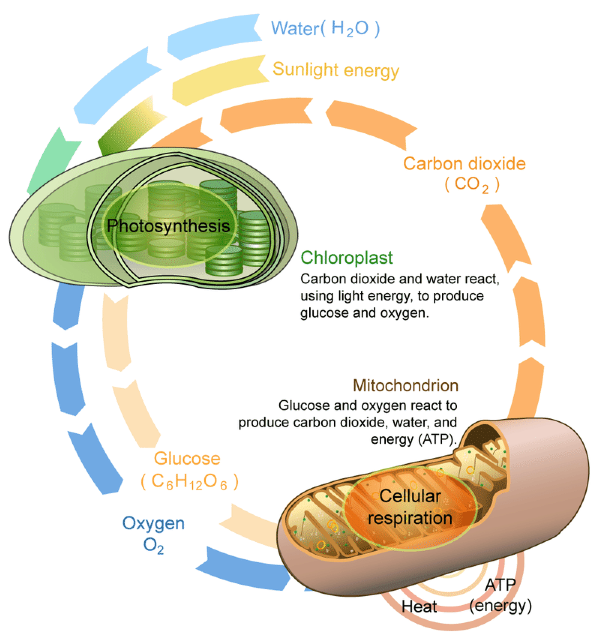 Water( H₂O )
Sunlight energy
Carbon dioxide
( CO₂ )
Photosynthesis
Chloroplast
Carbon dioxide and water react,
using light energy, to produce
glucose and oxygen.
Mitochondrion
Glucose and oxygen react to
produce carbon dioxide, water, and
energy (ATP).
Glucose
( C₆H₁₂O₆ )
Oxygen
O₂
Cellular
respiration
Heat
ATP
(energy)